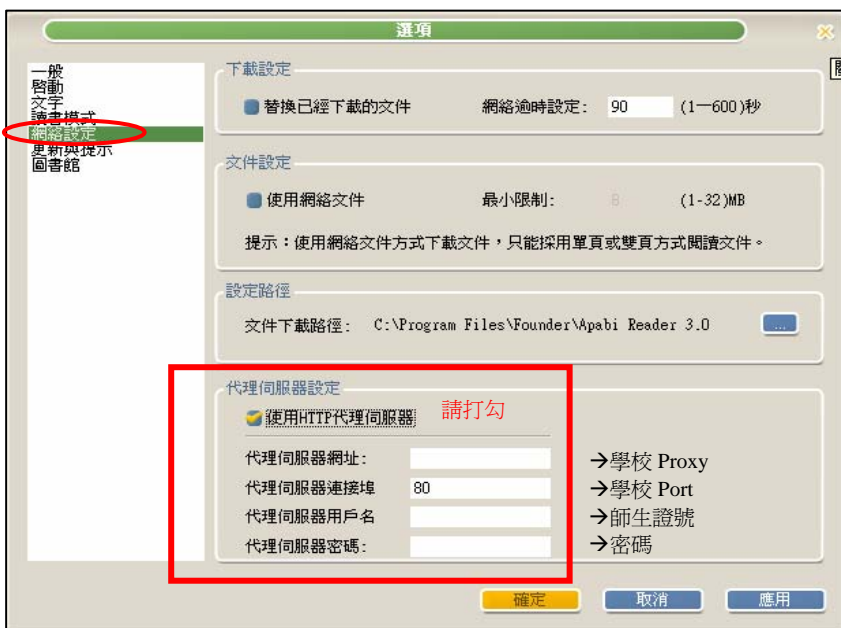 選項
一般
啓動
文字
讀書模式
網絡設定
更新與提示
圖書館
下載設定
替換已經下載的文件 網絡逾時設定: 90 (1—600)秒
文件設定
使用網絡文件 最小限制: 8 (1-32)MB
提示：使用網絡文件方式下載文件，只能採用單頁或雙頁方式閱讀文件。
設定路徑
文件下載路徑: C:\Program Files\Founder\Apabi Reader 3.0 ...
代理伺服器設定
使用HTTP代理伺服器 請打勾
代理伺服器網址: →學校 Proxy
代理伺服器連接埠 80 →學校 Port
代理伺服器用戶名 →師生證號
代理伺服器密碼: →密碼
確定 取消 應用